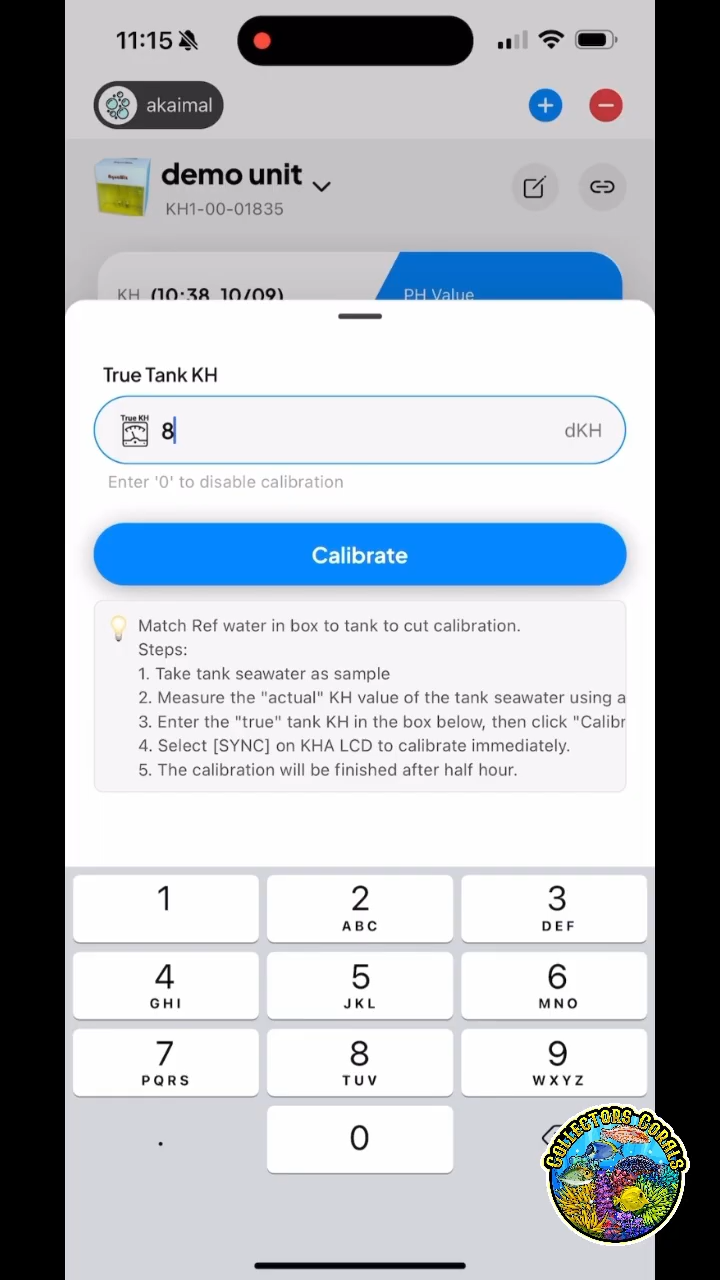 11:15
akaimal
demo unit
KH1-00-01835
KH (10:38 10/09)
PH Value
True Tank KH
True KH
8
dKH
Enter '0' to disable calibration
Calibrate
Match Ref water in box to tank to cut calibration.
Steps:
1. Take tank seawater as sample
2. Measure the "actual" KH value of the tank seawater using a
3. Enter the "true" tank KH in the box below, then click "Calibr
4. Select [SYNC] on KHA LCD to calibrate immediately.
5. The calibration will be finished after half hour.
1
2
ABC
3
DEF
4
GHI
5
JKL
6
MNO
7
PQRS
8
TUV
9
WXYZ
.
0
COLLECTORS CORALS